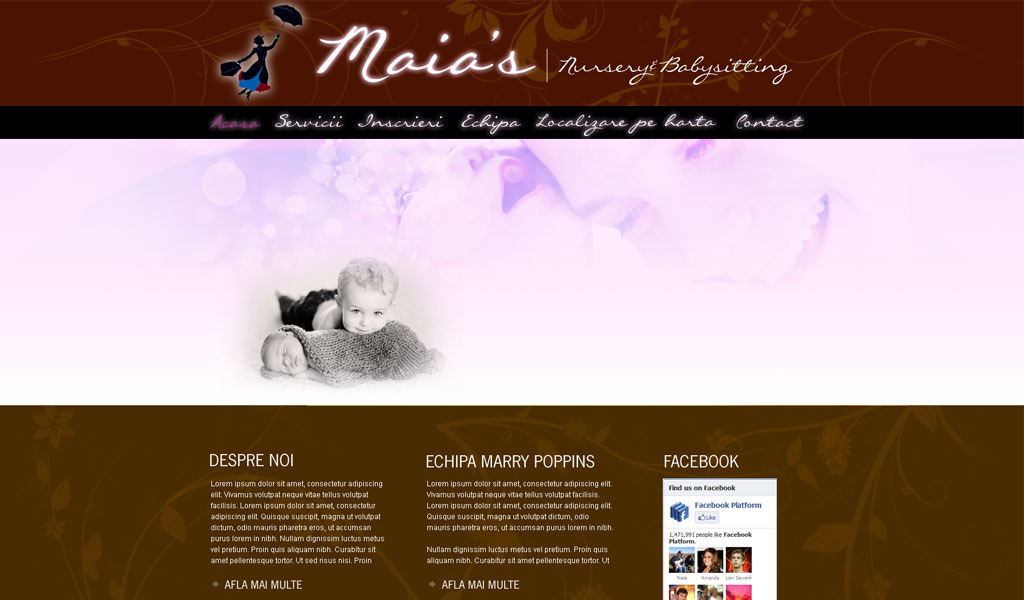 Maia's
Nursery & Babysitting
Acasa Servicii Inscrieri Echipa Localizare pe harta Contact
DESPRE NOI
Lorem ipsum dolor sit amet, consectetur adipiscing
elit. Vivamus volutpat neque vitae tellus volutpat
facilisis. Lorem ipsum dolor sit amet, consectetur
adipiscing elit. Quisque suscipit, magna ut volutpat
dictum, odio mauris pharetra eros, ut accumsan
purus lorem in nibh. Nullam dignissim luctus metus
vel pretium. Proin quis aliquam nibh. Curabitur sit
amet pellentesque tortor. Ut sed risus nisi. Proin
AFLA MAI MULTE
ECHIPA MARRY POPPINS
Lorem ipsum dolor sit amet, consectetur adipiscing elit.
Vivamus volutpat neque vitae tellus volutpat facilisis.
Lorem ipsum dolor sit amet, consectetur adipiscing elit.
Quisque suscipit, magna ut volutpat dictum, odio
mauris pharetra eros, ut accumsan purus lorem in nibh.
Nullam dignissim luctus metus vel pretium. Proin quis
aliquam nibh. Curabitur sit amet pellentesque tortor. Ut
AFLA MAI MULTE
FACEBOOK
Find us on Facebook
Facebook Platform
Like
1,471,991 people like Facebook
Platform.
Nate Amanda